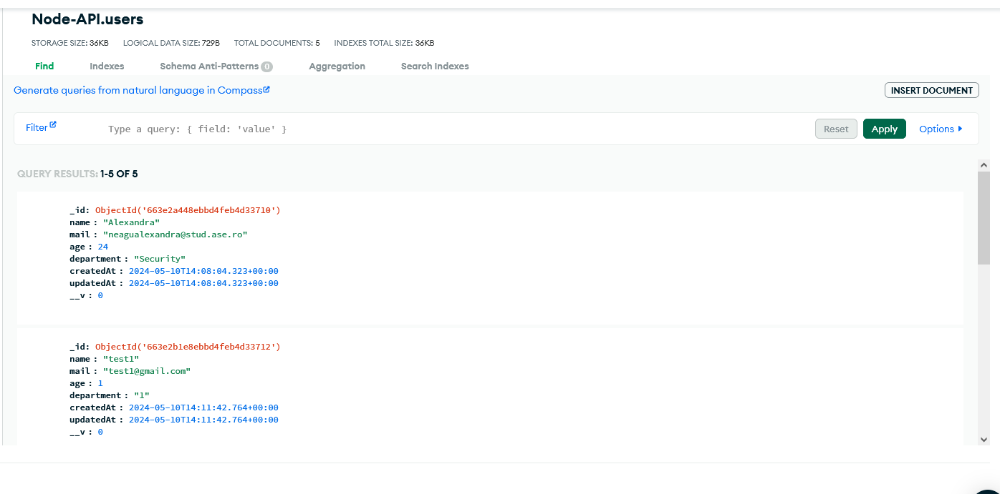 Node-API.users
STORAGE SIZE: 36KB LOGICAL DATA SIZE: 729B TOTAL DOCUMENTS: 5 INDEXES TOTAL SIZE: 36KB
Find Indexes Schema Anti-Patterns 0 Aggregation Search Indexes
Generate queries from natural language in Compass
INSERT DOCUMENT
Filter Type a query: { field: 'value' } Reset Apply Options
QUERY RESULTS: 1-5 OF 5
_id: ObjectId('663e2a448ebbd4feb4d33710')
name : "Alexandra"
mail : "neagualexandra@stud.ase.ro"
age : 24
department : "Security"
createdAt : 2024-05-10T14:08:04.323+00:00
updatedAt : 2024-05-10T14:08:04.323+00:00
__v : 0
_id: ObjectId('663e2b1e8ebbd4feb4d33712')
name : "test1"
mail : "test1@gmail.com"
age : 1
department : "1"
createdAt : 2024-05-10T14:11:42.764+00:00
updatedAt : 2024-05-10T14:11:42.764+00:00
__v : 0